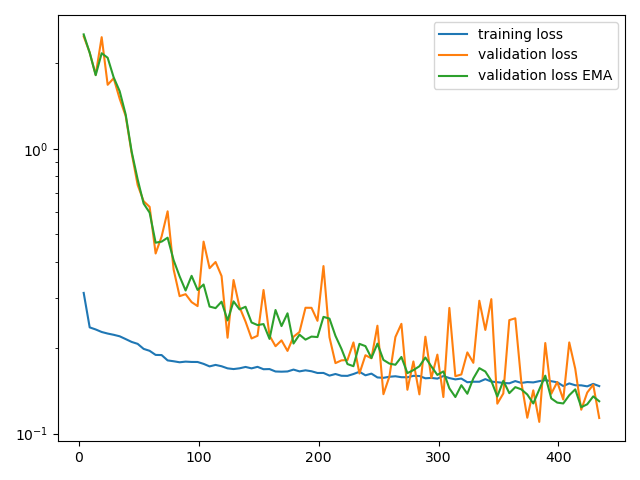 training loss
validation loss
validation loss EMA
10⁰
10⁻¹
0 100 200 300 400